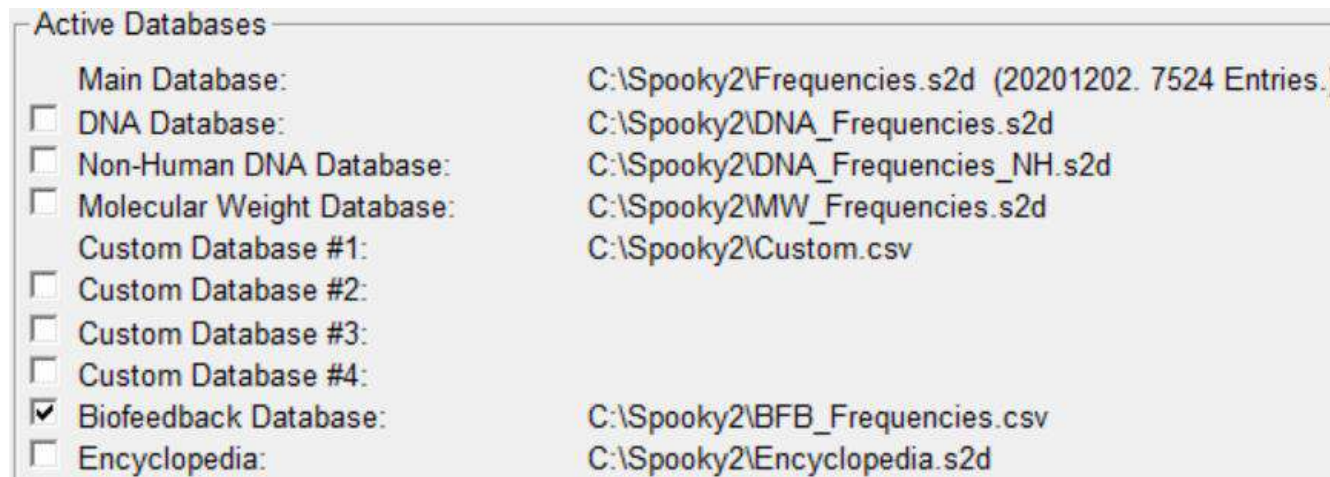 Active Databases
Main Database: C:\Spooky2\Frequencies.s2d (20201202. 7524 Entries.)
DNA Database: C:\Spooky2\DNA_Frequencies.s2d
Non-Human DNA Database: C:\Spooky2\DNA_Frequencies_NH.s2d
Molecular Weight Database: C:\Spooky2\MW_Frequencies.s2d
Custom Database #1: C:\Spooky2\Custom.csv
Custom Database #2:
Custom Database #3:
Custom Database #4:
Biofeedback Database: C:\Spooky2\BFB_Frequencies.csv
Encyclopedia: C:\Spooky2\Encyclopedia.s2d